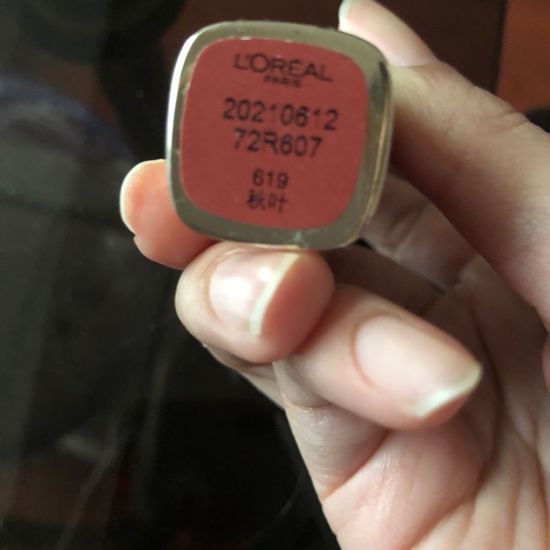 L'ORÉAL
PARIS
20210612
72R607
619
秋叶